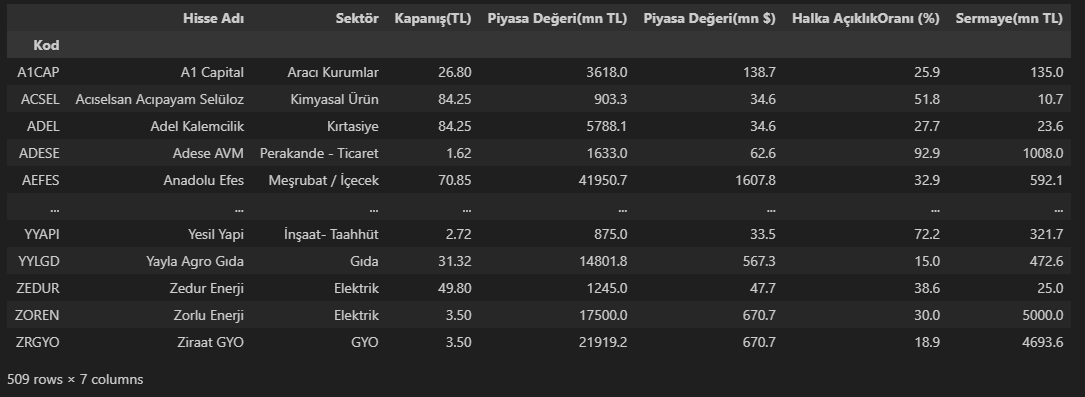 Hisse Adı Sektör Kapanış(TL) Piyasa Değeri(mn TL) Piyasa Değeri(mn $) Halka AçıklıkOranı (%) Sermaye(mn TL)
Kod
A1CAP A1 Capital Aracı Kurumlar 26.80 3618.0 138.7 25.9 135.0
ACSEL Acıselsan Acıpayam Selüloz Kimyasal Ürün 84.25 903.3 34.6 51.8 10.7
ADEL Adel Kalemcilik Kırtasiye 84.25 5788.1 34.6 27.7 23.6
ADESE Adese AVM Perakande - Ticaret 1.62 1633.0 62.6 92.9 1008.0
AEFES Anadolu Efes Meşrubat / İçecek 70.85 41950.7 1607.8 32.9 592.1
... ... ... ... ... ... ... ...
YYAPI Yesil Yapi İnşaat- Taahhüt 2.72 875.0 33.5 72.2 321.7
YYLGD Yayla Agro Gıda Gıda 31.32 14801.8 567.3 15.0 472.6
ZEDUR Zedur Enerji Elektrik 49.80 1245.0 47.7 38.6 25.0
ZOREN Zorlu Enerji Elektrik 3.50 17500.0 670.7 30.0 5000.0
ZRGYO Ziraat GYO GYO 3.50 21919.2 670.7 18.9 4693.6
509 rows × 7 columns